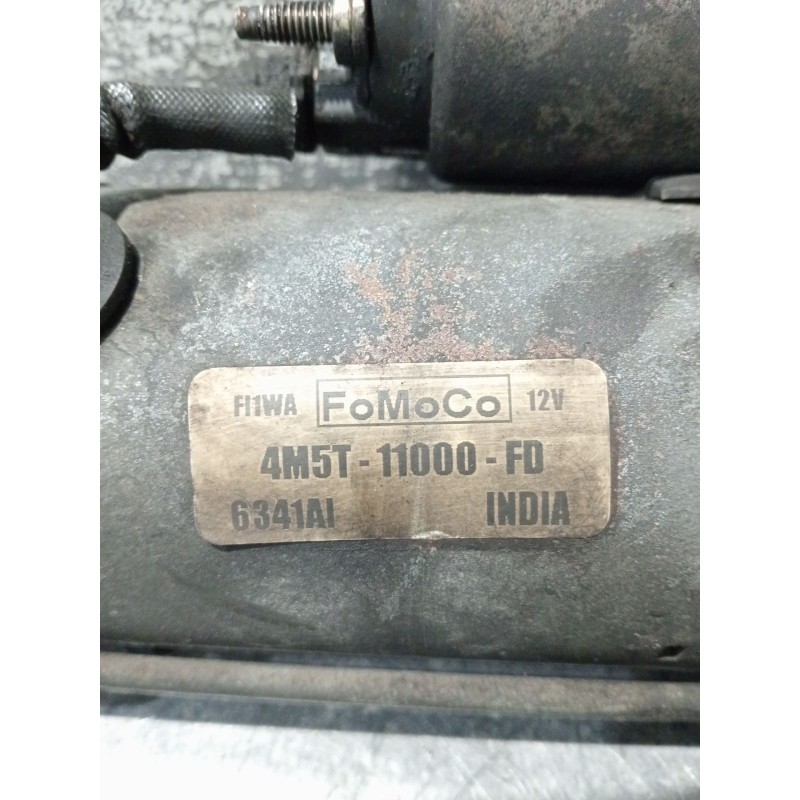 FI1WA FoMoCo 12V
4M5T-11000-FD
6341AI INDIA